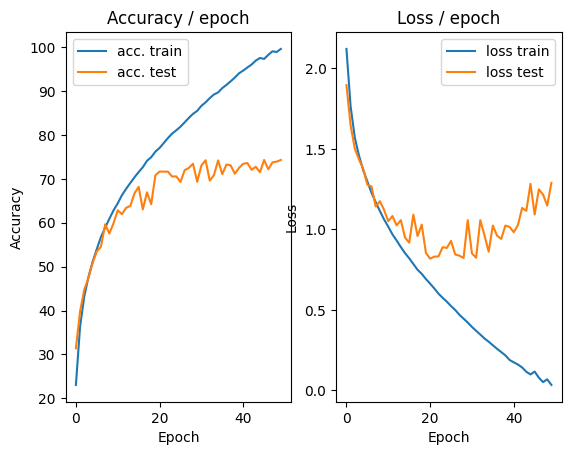 Accuracy / epoch
acc. train
acc. test
100
90
80
70
60
50
40
30
20
Accuracy
0
20
40
Epoch
Loss / epoch
loss train
loss test
2.0
1.5
1.0
0.5
0.0
Loss
0
20
40
Epoch